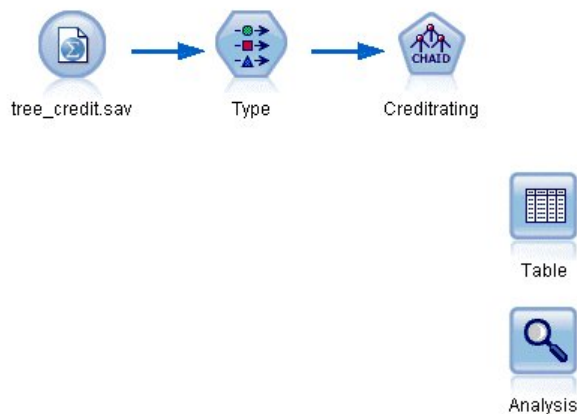 CHAID
tree_credit.sav
Type
Creditrating
Table
Analysis